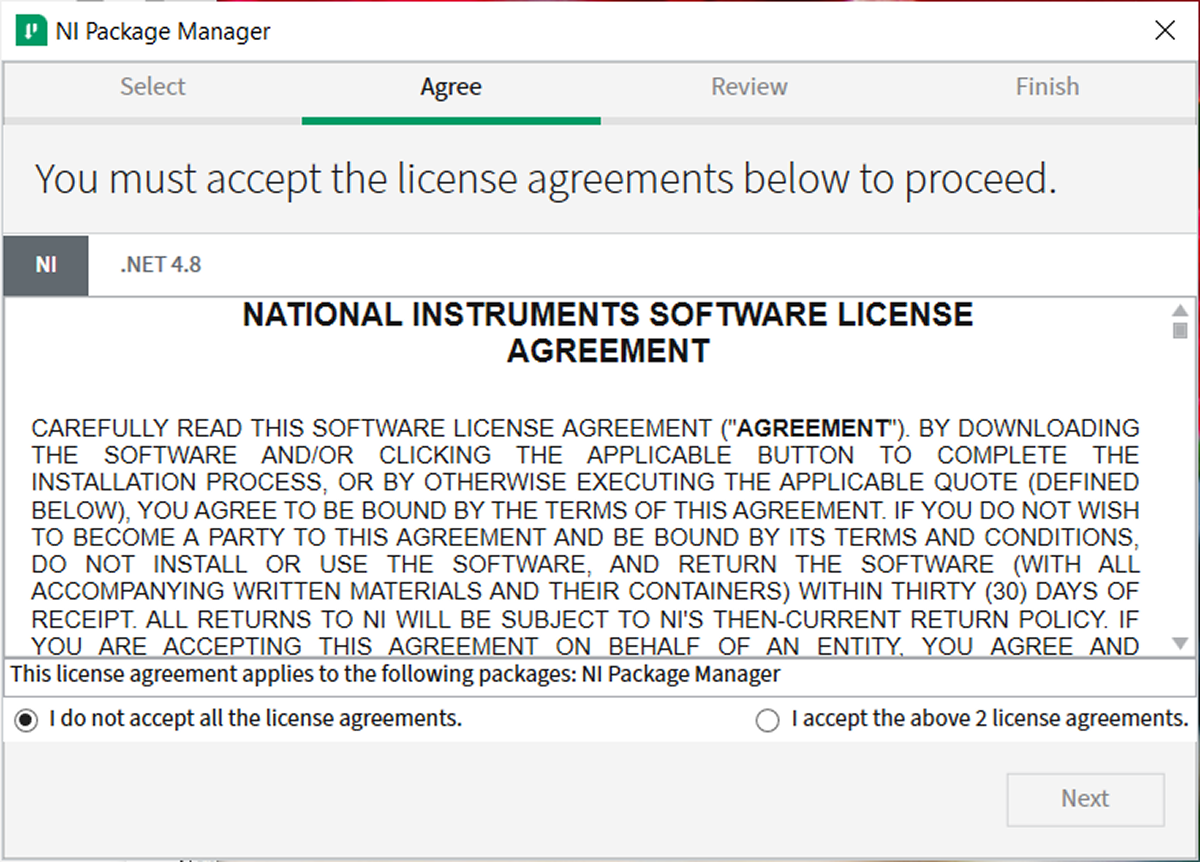 NI Package Manager
Select
Agree
Review
Finish
You must accept the license agreements below to proceed.
NI
.NET 4.8
NATIONAL INSTRUMENTS SOFTWARE LICENSE
AGREEMENT
CAREFULLY READ THIS SOFTWARE LICENSE AGREEMENT ("AGREEMENT"). BY DOWNLOADING
THE SOFTWARE AND/OR CLICKING THE APPLICABLE BUTTON TO COMPLETE THE
INSTALLATION PROCESS, OR BY OTHERWISE EXECUTING THE APPLICABLE QUOTE (DEFINED
BELOW), YOU AGREE TO BE BOUND BY THE TERMS OF THIS AGREEMENT. IF YOU DO NOT WISH
TO BECOME A PARTY TO THIS AGREEMENT AND BE BOUND BY ITS TERMS AND CONDITIONS,
DO NOT INSTALL OR USE THE SOFTWARE, AND RETURN THE SOFTWARE (WITH ALL
ACCOMPANYING WRITTEN MATERIALS AND THEIR CONTAINERS) WITHIN THIRTY (30) DAYS OF
RECEIPT. ALL RETURNS TO NI WILL BE SUBJECT TO NI'S THEN-CURRENT RETURN POLICY. IF
YOU ARE ACCEPTING THIS AGREEMENT ON BEHALF OF AN ENTITY, YOU AGREE AND
This license agreement applies to the following packages: NI Package Manager
I do not accept all the license agreements.
I accept the above 2 license agreements.
Next